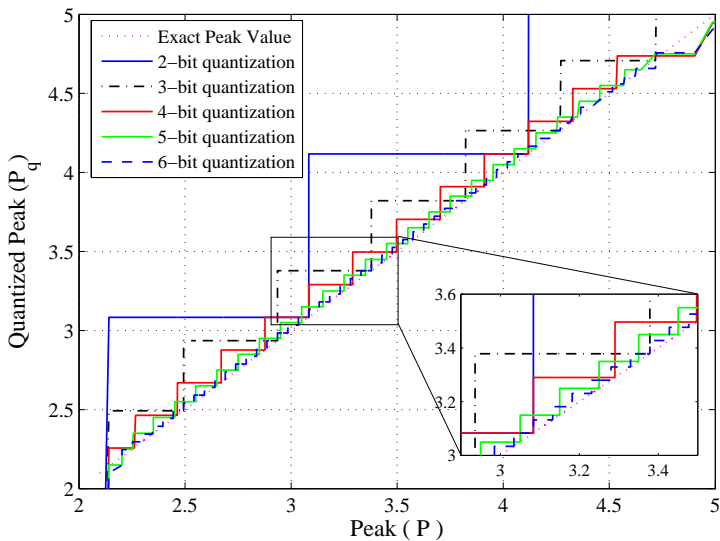 5
4.5
4
3.5
3
2.5
2
2
2.5
3
3.5
4
4.5
5
Quantized Peak (P_q)
Peak ( P )
Exact Peak Value
2−bit quantization
3−bit quantization
4−bit quantization
5−bit quantization
6−bit quantization
3.6
3.4
3.2
3
3
3.2
3.4